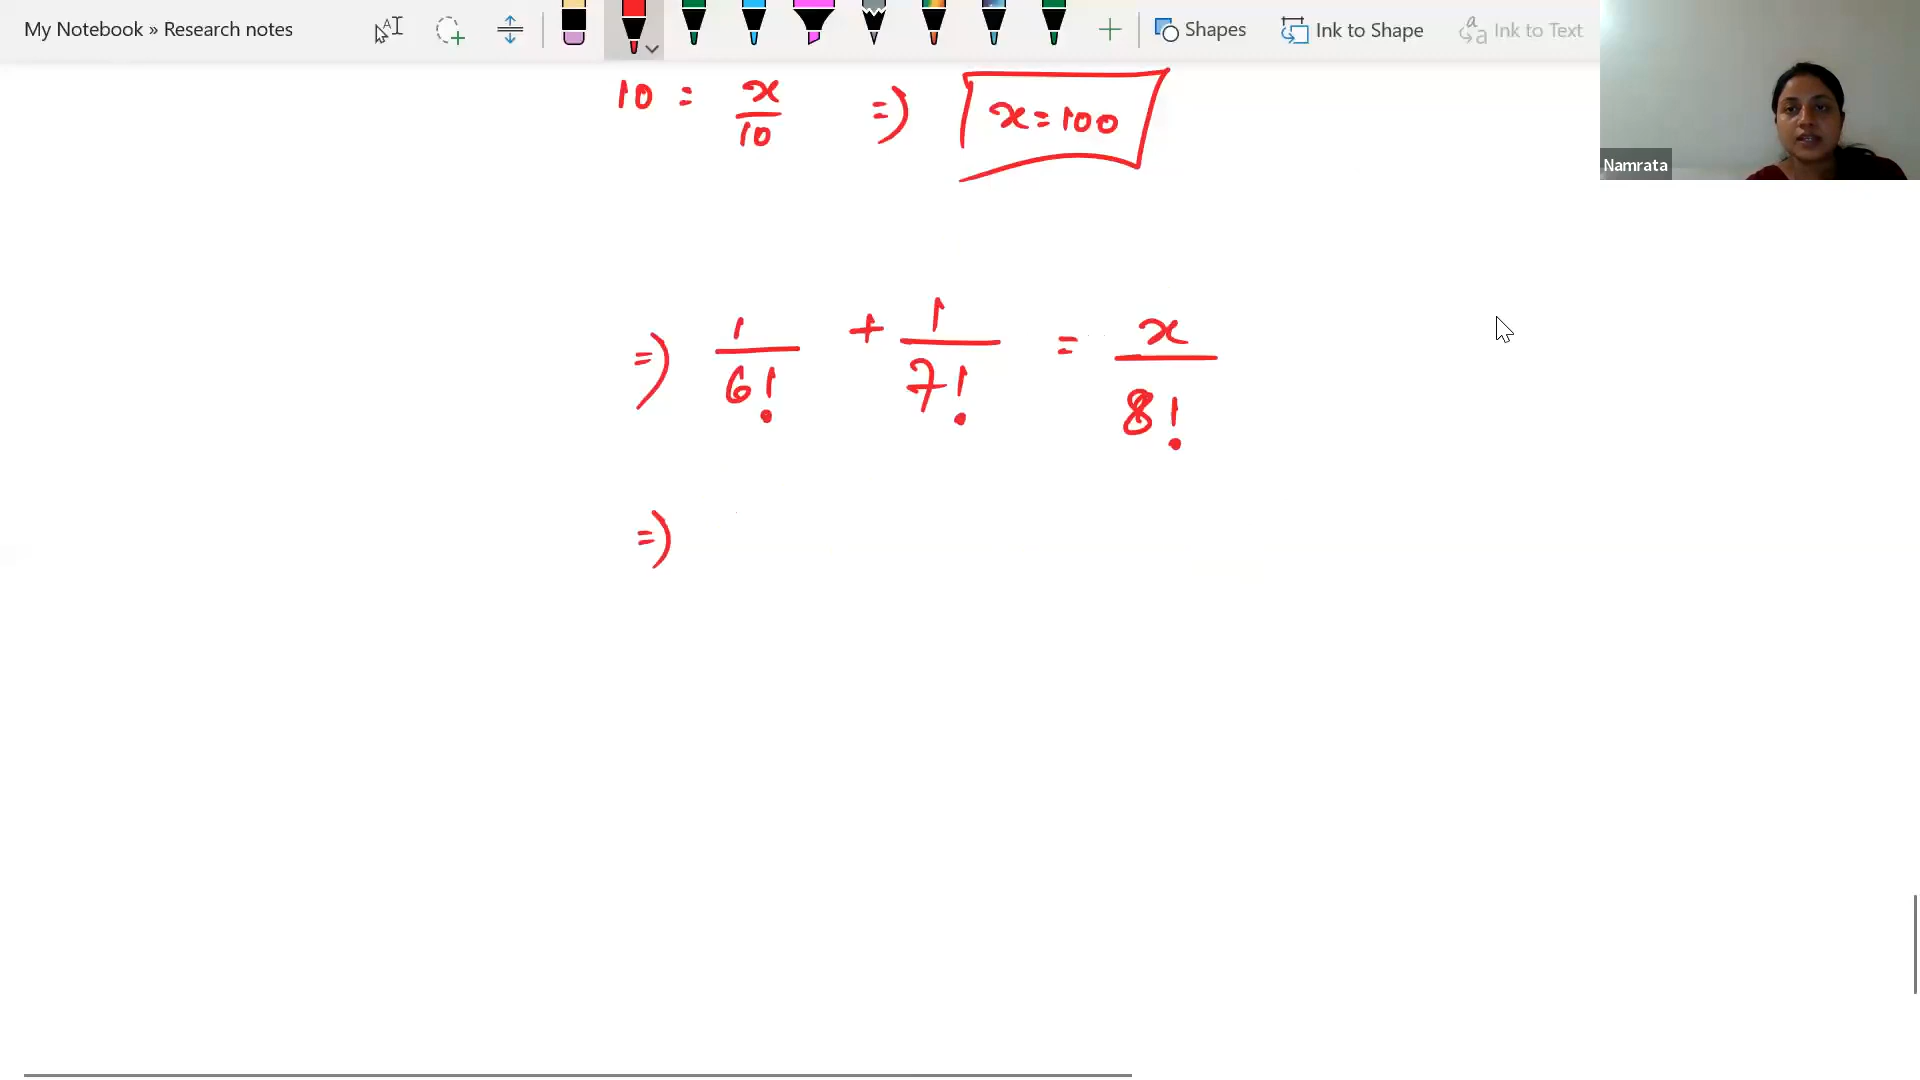 My Notebook » Research notes
Shapes
Ink to Shape
Ink to Text
Namrata
10 = x/10 => x = 100
=> 1/6! + 1/7! = x/8!
=>